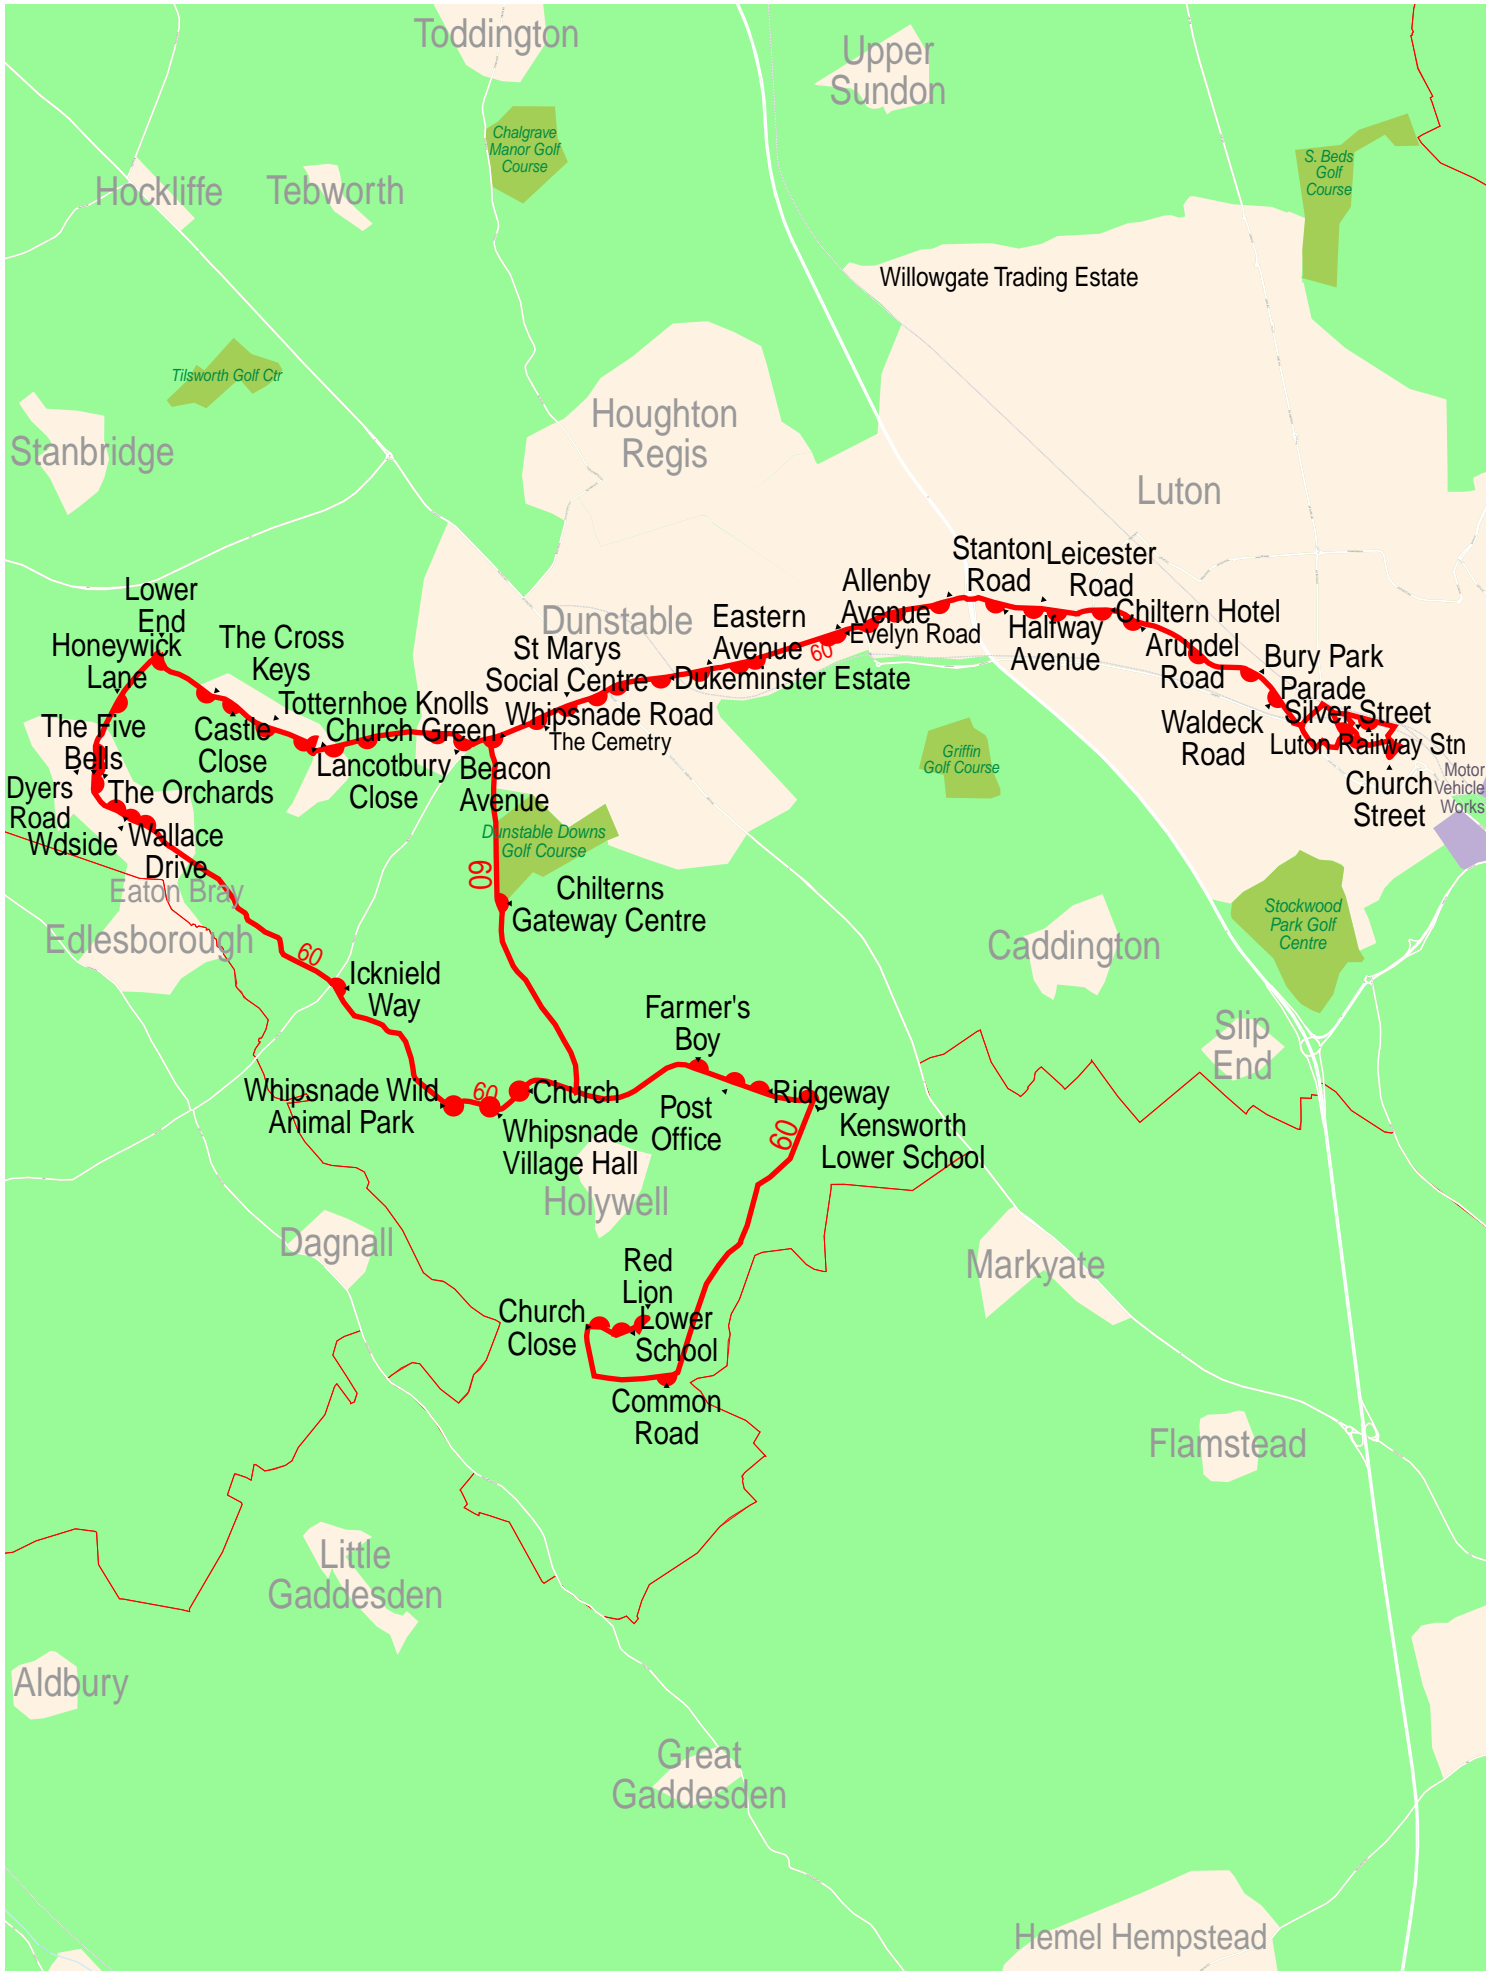 Toddington
Upper
Sundon
Chalgrave
Manor Golf
Course
S. Beds
Golf
Course
Hockliffe
Tebworth
Willowgate Trading Estate
Tilsworth Golf Ctr
Stanbridge
Houghton
Regis
Luton
Lower
End
Honeywick
Lane
The Cross
Keys
Dunstable
St Marys
Social Centre
Eastern
Avenue
Allenby
Avenue
Evelyn Road
60
Stanton
Road
Leicester
Road
Halfway
Avenue
Chiltern Hotel
Arundel
Road
Bury Park
Parade
Silver Street
Waldeck
Road
Luton Railway Stn
Church
Street
Motor
Vehicle
Works
Dukeminster Estate
Totternhoe Knolls
Church Green
Whipsnade Road
The Cemetry
Castle
Close
Lancotbury
Close
Beacon
Avenue
The Five
Bells
The Orchards
Dyers
Road
Wdside
Wallace
Drive
Griffin
Golf Course
Dunstable Downs
Golf Course
60
Eaton Bray
Edlesborough
Chilterns
Gateway Centre
Stockwood
Park Golf
Centre
Caddington
60
Icknield
Way
Farmer's
Boy
Slip
End
Whipsnade Wild
Animal Park
60
Church
Whipsnade
Village Hall
Post
Office
Ridgeway
60
Kensworth
Lower School
Holywell
Dagnall
Markyate
Red
Lion
Church
Close
Lower
School
Common
Road
Flamstead
Little
Gaddesden
Aldbury
Great
Gaddesden
Hemel Hempstead